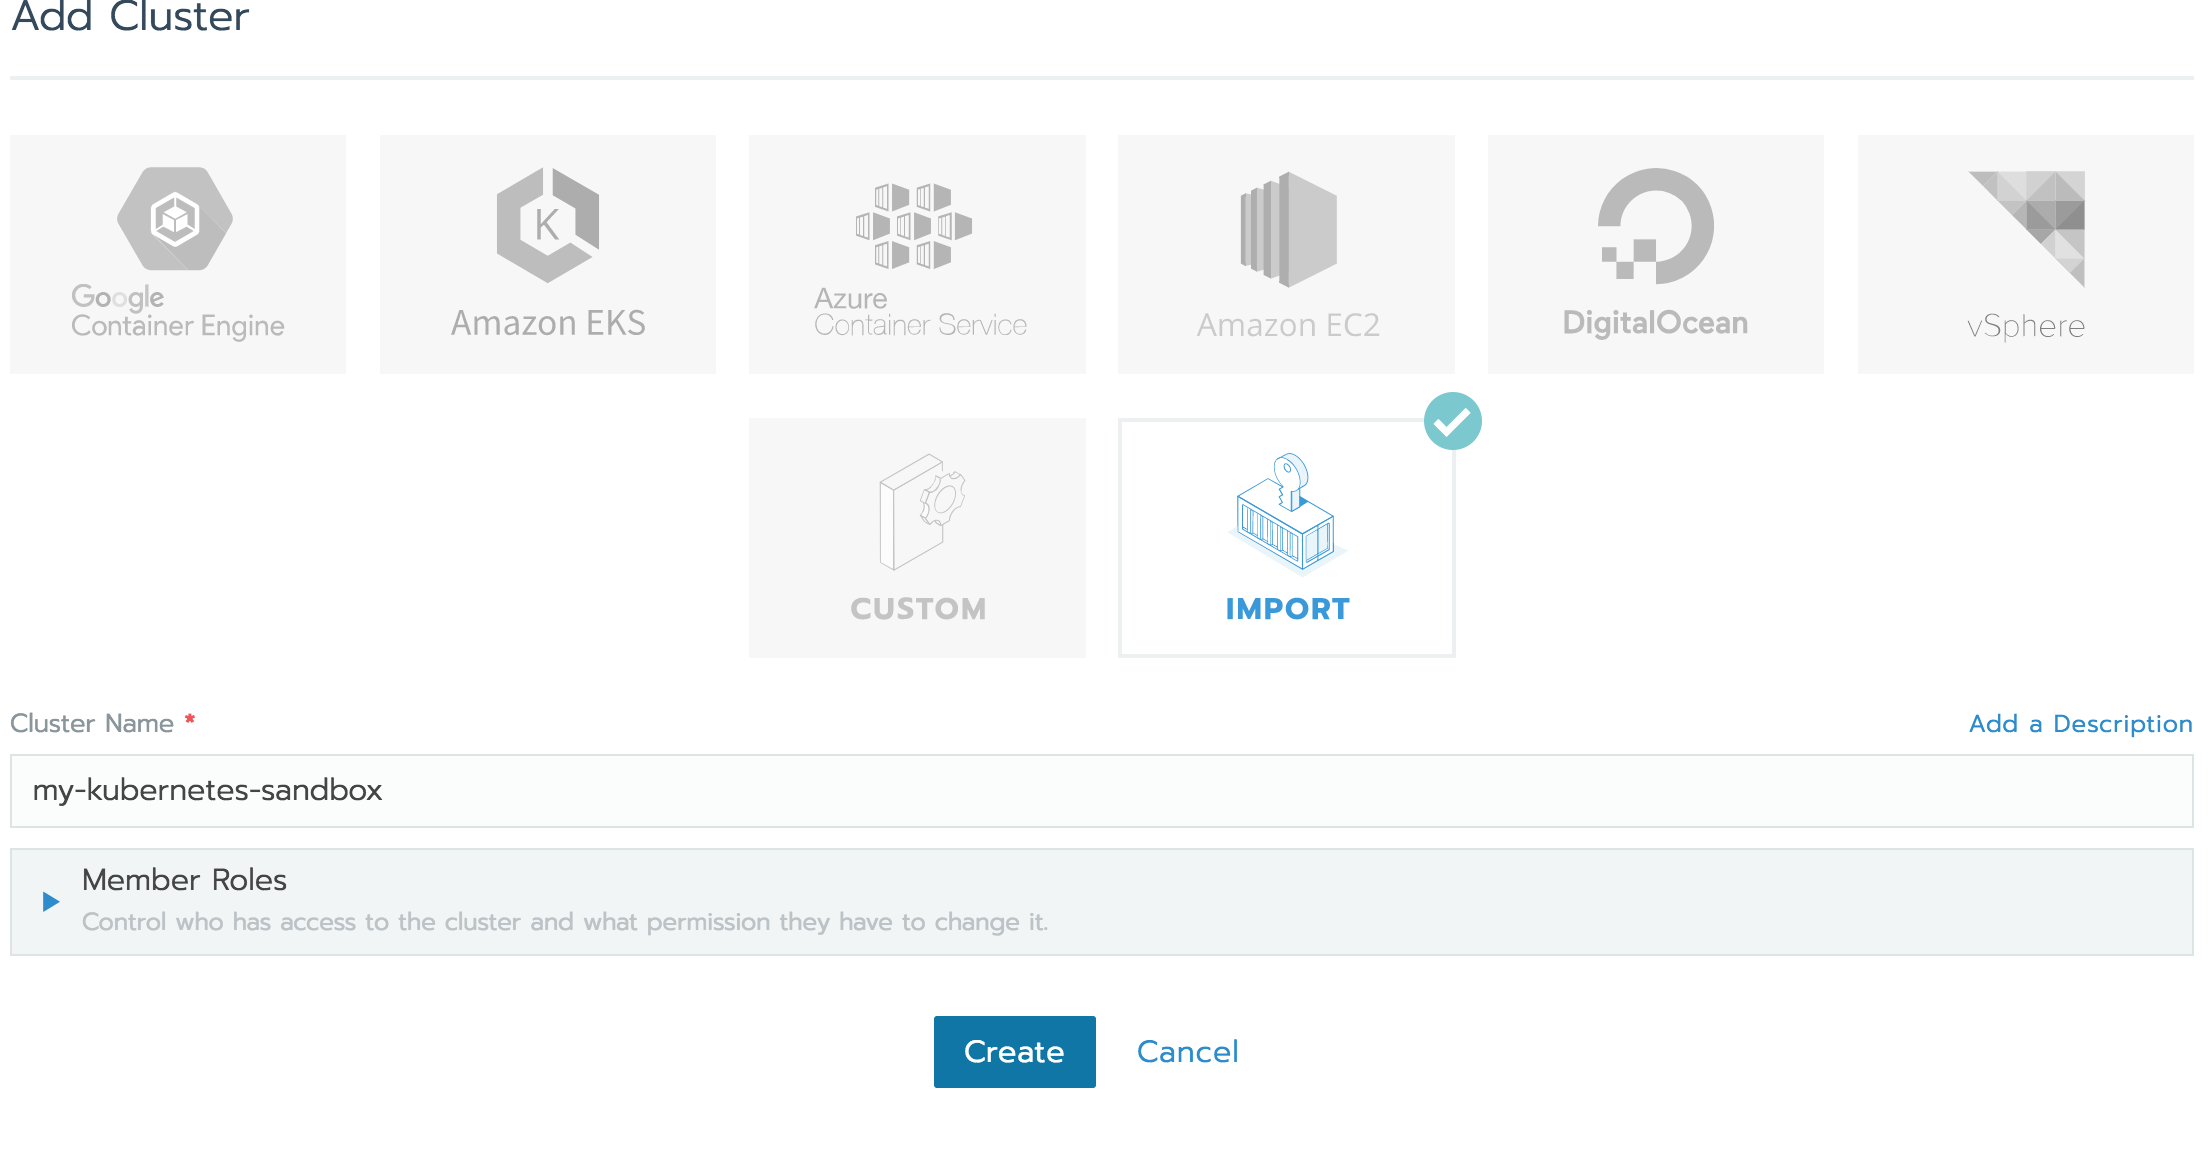 Add Cluster
Google
Container Engine
K
Amazon EKS
Azure
Container Service
Amazon EC2
DigitalOcean
vSphere
CUSTOM
IMPORT
Cluster Name *
Add a Description
my-kubernetes-sandbox
Member Roles
Control who has access to the cluster and what permission they have to change it.
Create
Cancel